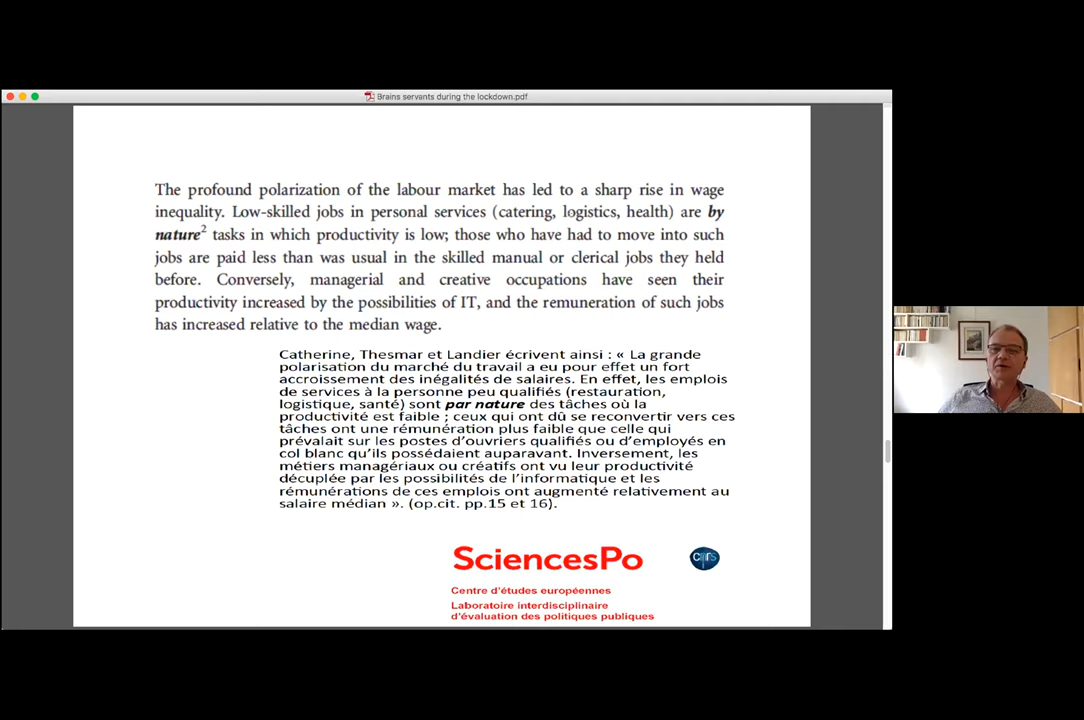 Brains servants during the lockdown.pdf
The profound polarization of the labour market has led to a sharp rise in wage
inequality. Low-skilled jobs in personal services (catering, logistics, health) are by
nature2 tasks in which productivity is low; those who have had to move into such
jobs are paid less than was usual in the skilled manual or clerical jobs they held
before. Conversely, managerial and creative occupations have seen their
productivity increased by the possibilities of IT, and the remuneration of such jobs
has increased relative to the median wage.
Catherine, Thesmar et Landier écrivent ainsi : « La grande
polarisation du marché du travail a eu pour effet un fort
accroissement des inégalités de salaires. En effet, les emplois
de services à la personne peu qualifiés (restauration,
logistique, santé) sont par nature des tâches où la
productivité est faible ; ceux qui ont dû se reconvertir vers ces
tâches ont une rémunération plus faible que celle qui
prévalait sur les postes d’ouvriers qualifiés ou d’employés en
col blanc qu’ils possédaient auparavant. Inversement, les
métiers managériaux ou créatifs ont vu leur productivité
décuplée par les possibilités de l’informatique et les
rémunérations de ces emplois ont augmenté relativement au
salaire médian ». (op.cit. pp.15 et 16).
SciencesPo
cnrs
Centre d’études européennes
Laboratoire interdisciplinaire
d’évaluation des politiques publiques